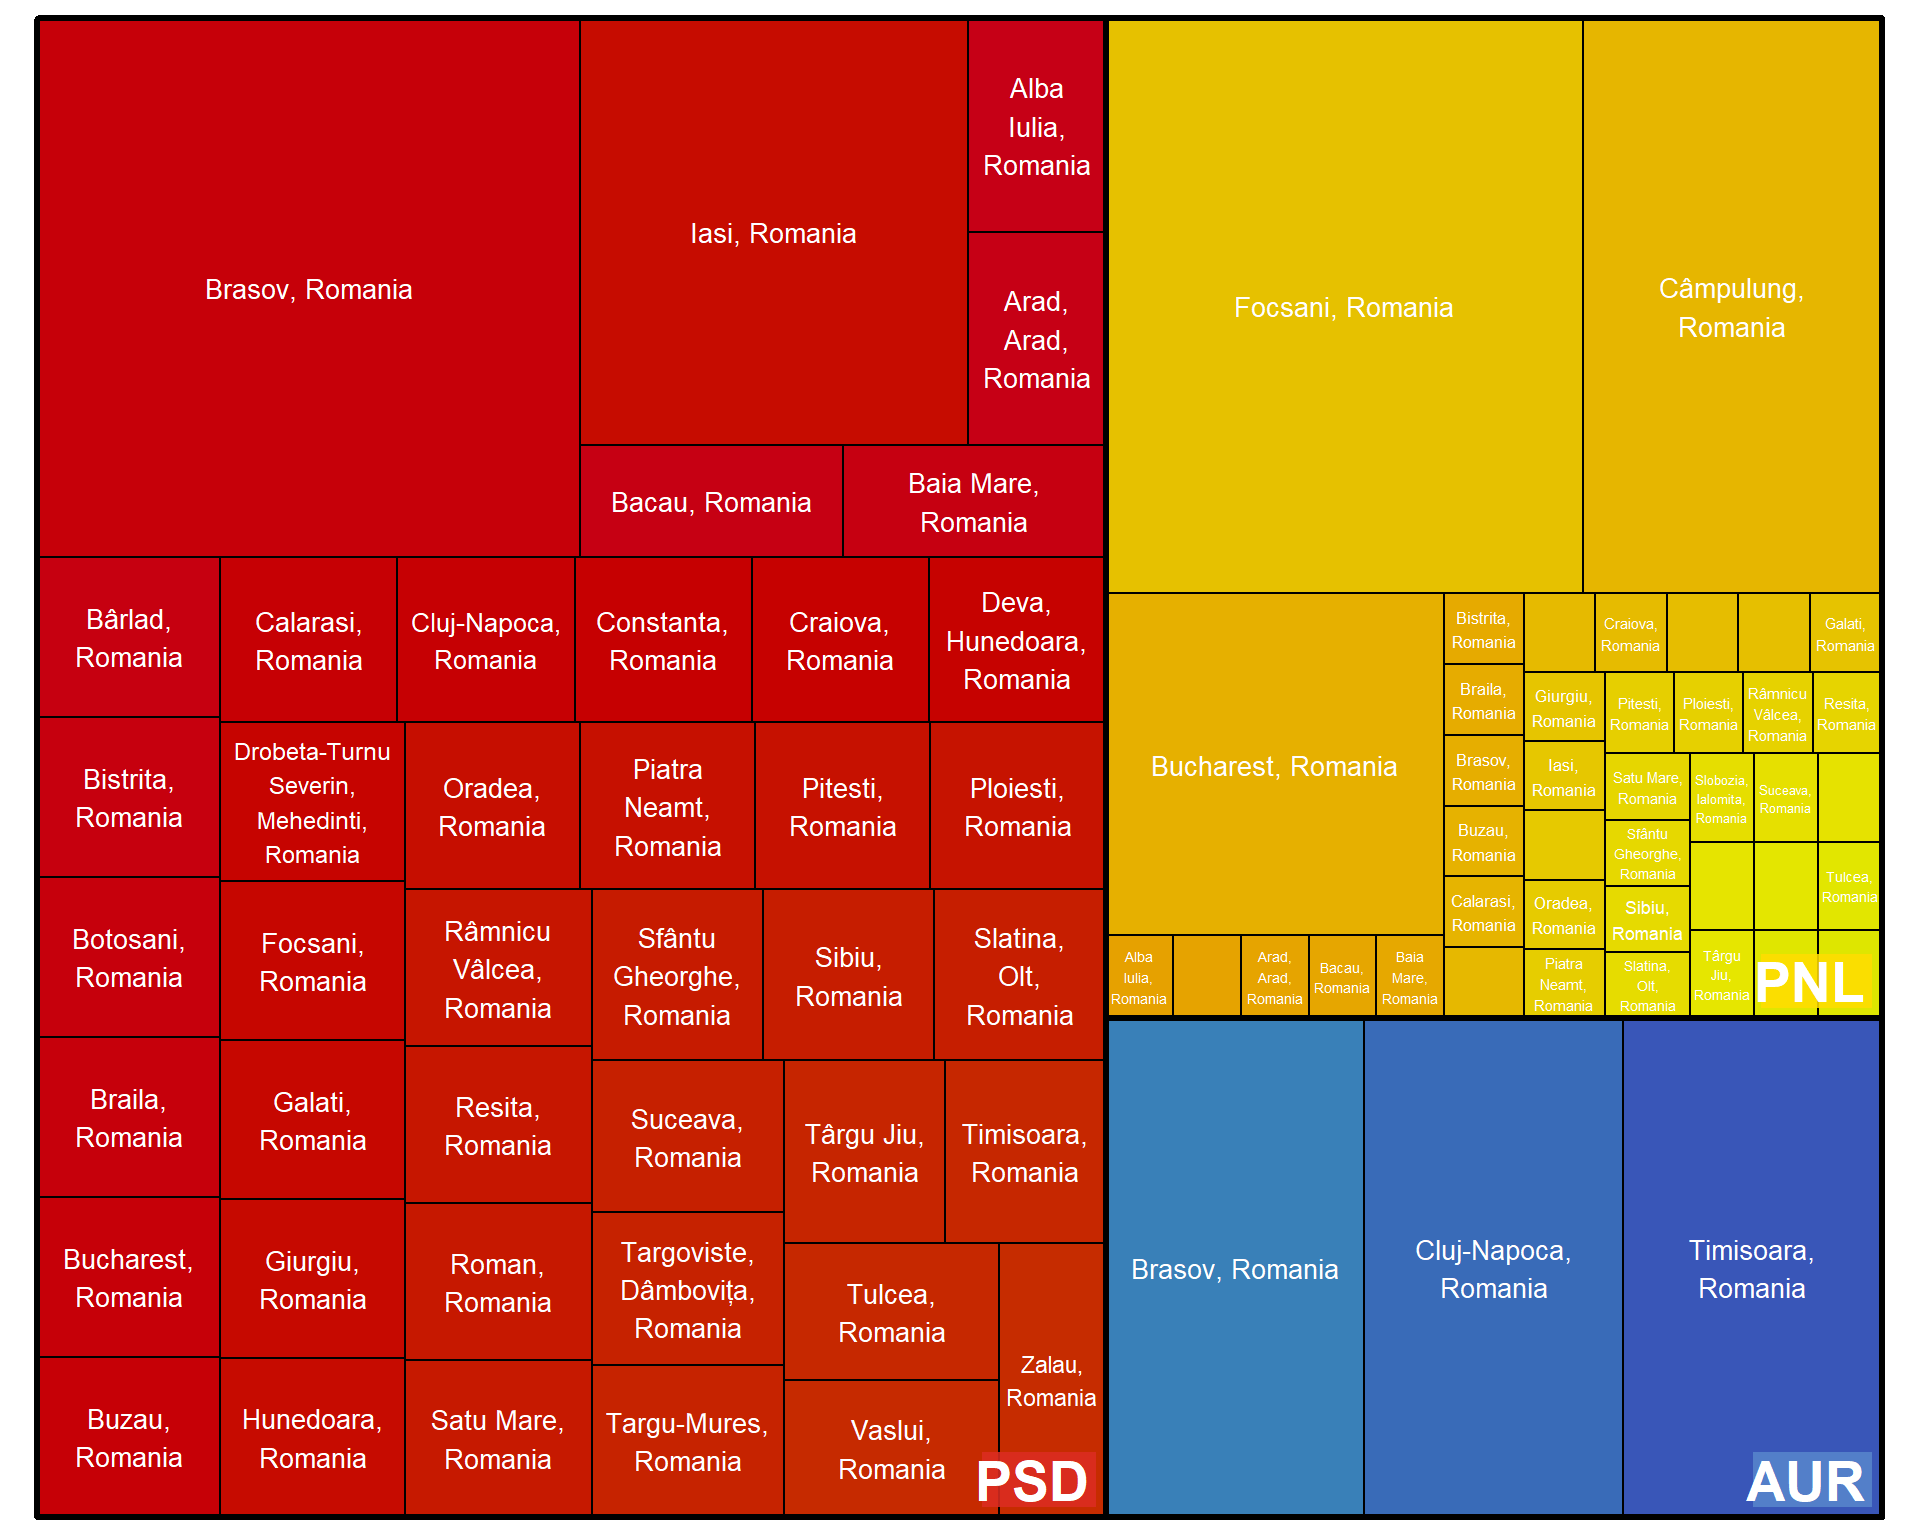 Brasov, Romania
Iasi, Romania
Alba
Iulia,
Romania
Arad,
Arad,
Romania
Bacau, Romania
Baia Mare,
Romania
Bârlad,
Romania
Calarasi,
Romania
Cluj-Napoca,
Romania
Constanta,
Romania
Craiova,
Romania
Deva,
Hunedoara,
Romania
Bistrita,
Romania
Drobeta-Turnu
Severin,
Mehedinti,
Romania
Oradea,
Romania
Piatra
Neamt,
Romania
Pitesti,
Romania
Ploiesti,
Romania
Botosani,
Romania
Focsani,
Romania
Râmnicu
Vâlcea,
Romania
Sfântu
Gheorghe,
Romania
Sibiu,
Romania
Slatina,
Olt,
Romania
Braila,
Romania
Galati,
Romania
Resita,
Romania
Suceava,
Romania
Târgu Jiu,
Romania
Timisoara,
Romania
Bucharest,
Romania
Giurgiu,
Romania
Roman,
Romania
Targoviste,
Dâmbovița,
Romania
Tulcea,
Romania
Zalau,
Romania
Buzau,
Romania
Hunedoara,
Romania
Satu Mare,
Romania
Targu-Mures,
Romania
Vaslui,
Romania
PSD
Focsani, Romania
Câmpulung,
Romania
Bucharest, Romania
Bistrita,
Romania
Craiova,
Romania
Galati,
Romania
Braila,
Romania
Giurgiu,
Romania
Pitesti,
Romania
Ploiesti,
Romania
Râmnicu
Vâlcea,
Romania
Resita,
Romania
Brasov,
Romania
Iasi,
Romania
Satu Mare,
Romania
Slobozia,
Ialomita,
Romania
Suceava,
Romania
Buzau,
Romania
Sfântu
Gheorghe,
Romania
Tulcea,
Romania
Calarasi,
Romania
Oradea,
Romania
Sibiu,
Romania
Alba
Iulia,
Romania
Arad,
Arad,
Romania
Bacau,
Romania
Baia
Mare,
Romania
Piatra
Neamt,
Romania
Slatina,
Olt,
Romania
Târgu
Jiu,
Romania
PNL
Brasov, Romania
Cluj-Napoca,
Romania
Timisoara,
Romania
AUR